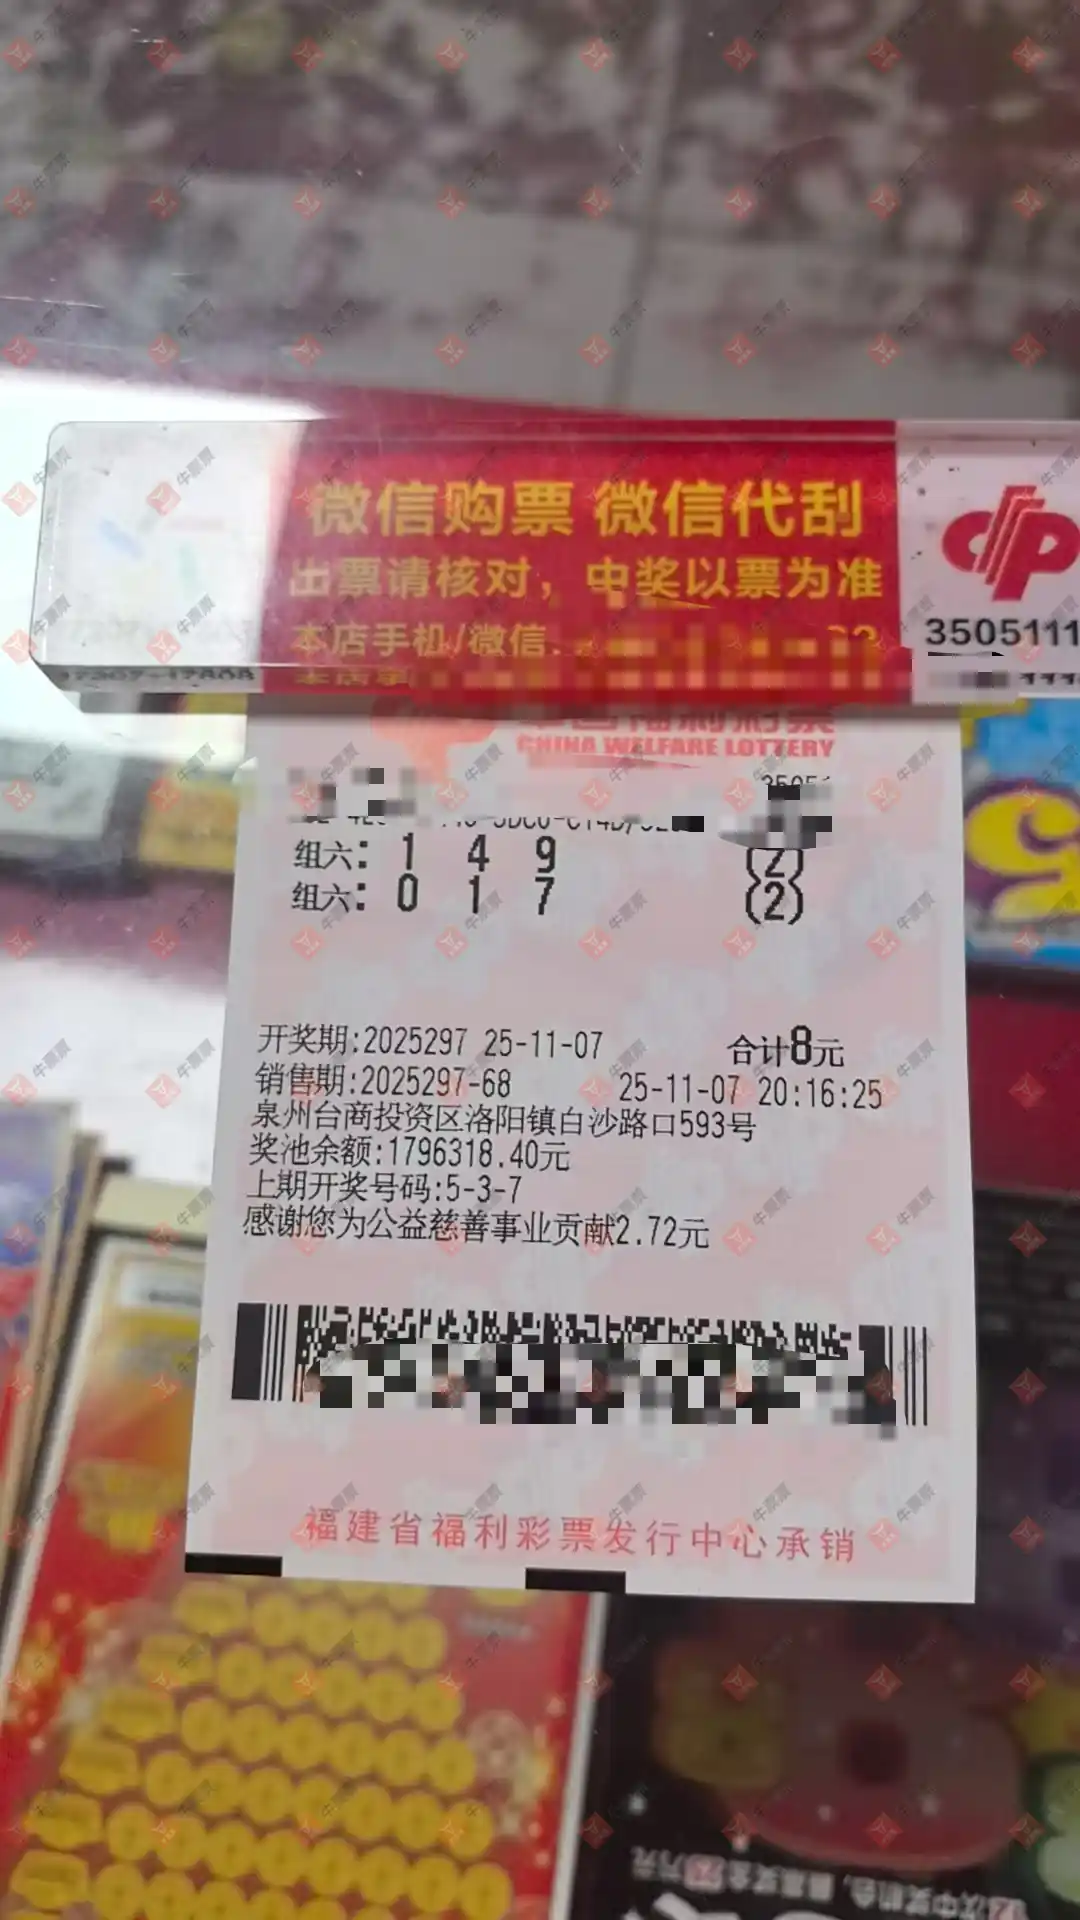 微信购票 微信代刮
出票请核对，中奖以票为准
本店手机/微信
3505111
CHINA WELFARE LOTTERY
组六: 1 4 9 (2)
组六: 0 1 7 (2)
开奖期:2025297 25-11-07 合计8元
销售期:2025297-68 25-11-07 20:16:25
泉州台商投资区洛阳镇白沙路口593号
奖池余额:1796318.40元
上期开奖号码:5-3-7
感谢您为公益慈善事业贡献2.72元
福建省福利彩票发行中心承销
牛票票